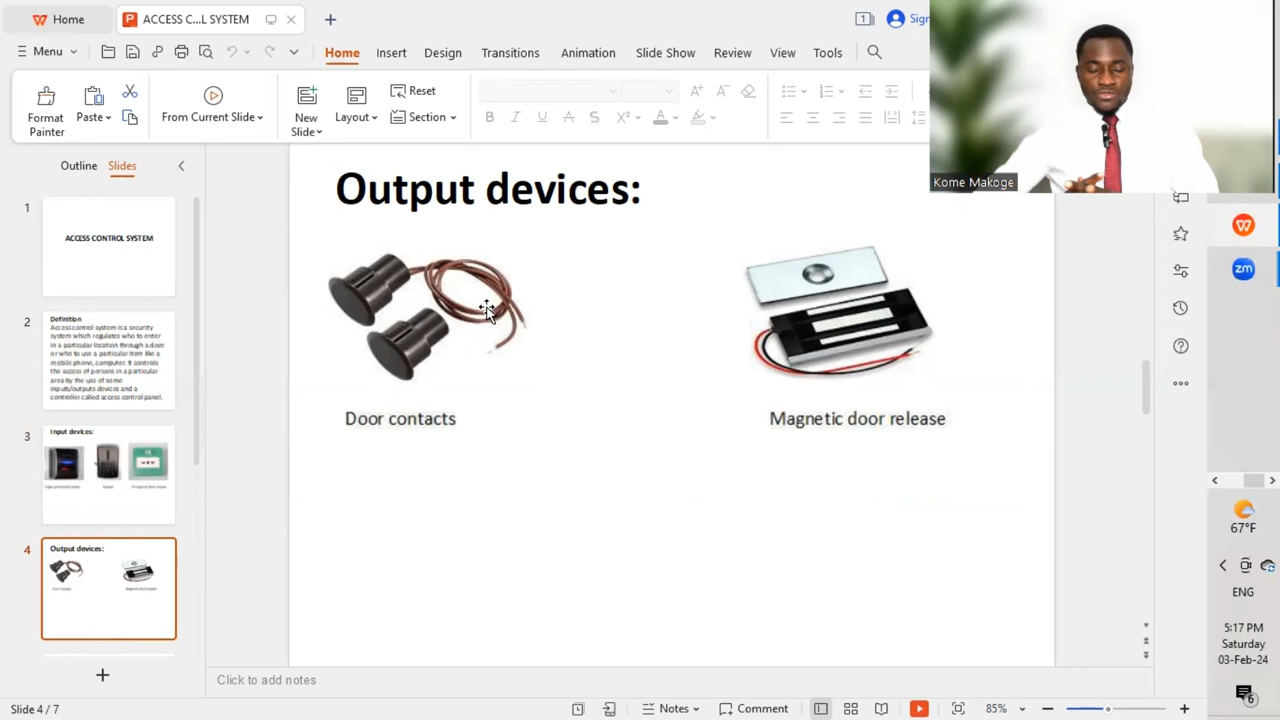 Home
ACCESS C...L SYSTEM
1
Sign
Menu
Home
Insert
Design
Transitions
Animation
Slide Show
Review
View
Tools
Format Painter
Paste
From Current Slide
New Slide
Layout
Reset
Section
Kome Makoge
Outline
Slides
1
ACCESS CONTROL SYSTEM
2
Definition
Access control system is a security
system which regulates who to enter
in a particular location through a door
or who to use a particular item like a
mobile phone, computer. It controls
the access of persons in a particular
area by the use of some
inputs/outputs devices and a
controller called access control panel.
3
Input devices:
4
Output devices:
Output devices:
Door contacts
Magnetic door release
Click to add notes
Slide 4 / 7
Notes
Comment
85%
zm
67°F
ENG
5:17 PM
Saturday
03-Feb-24
6